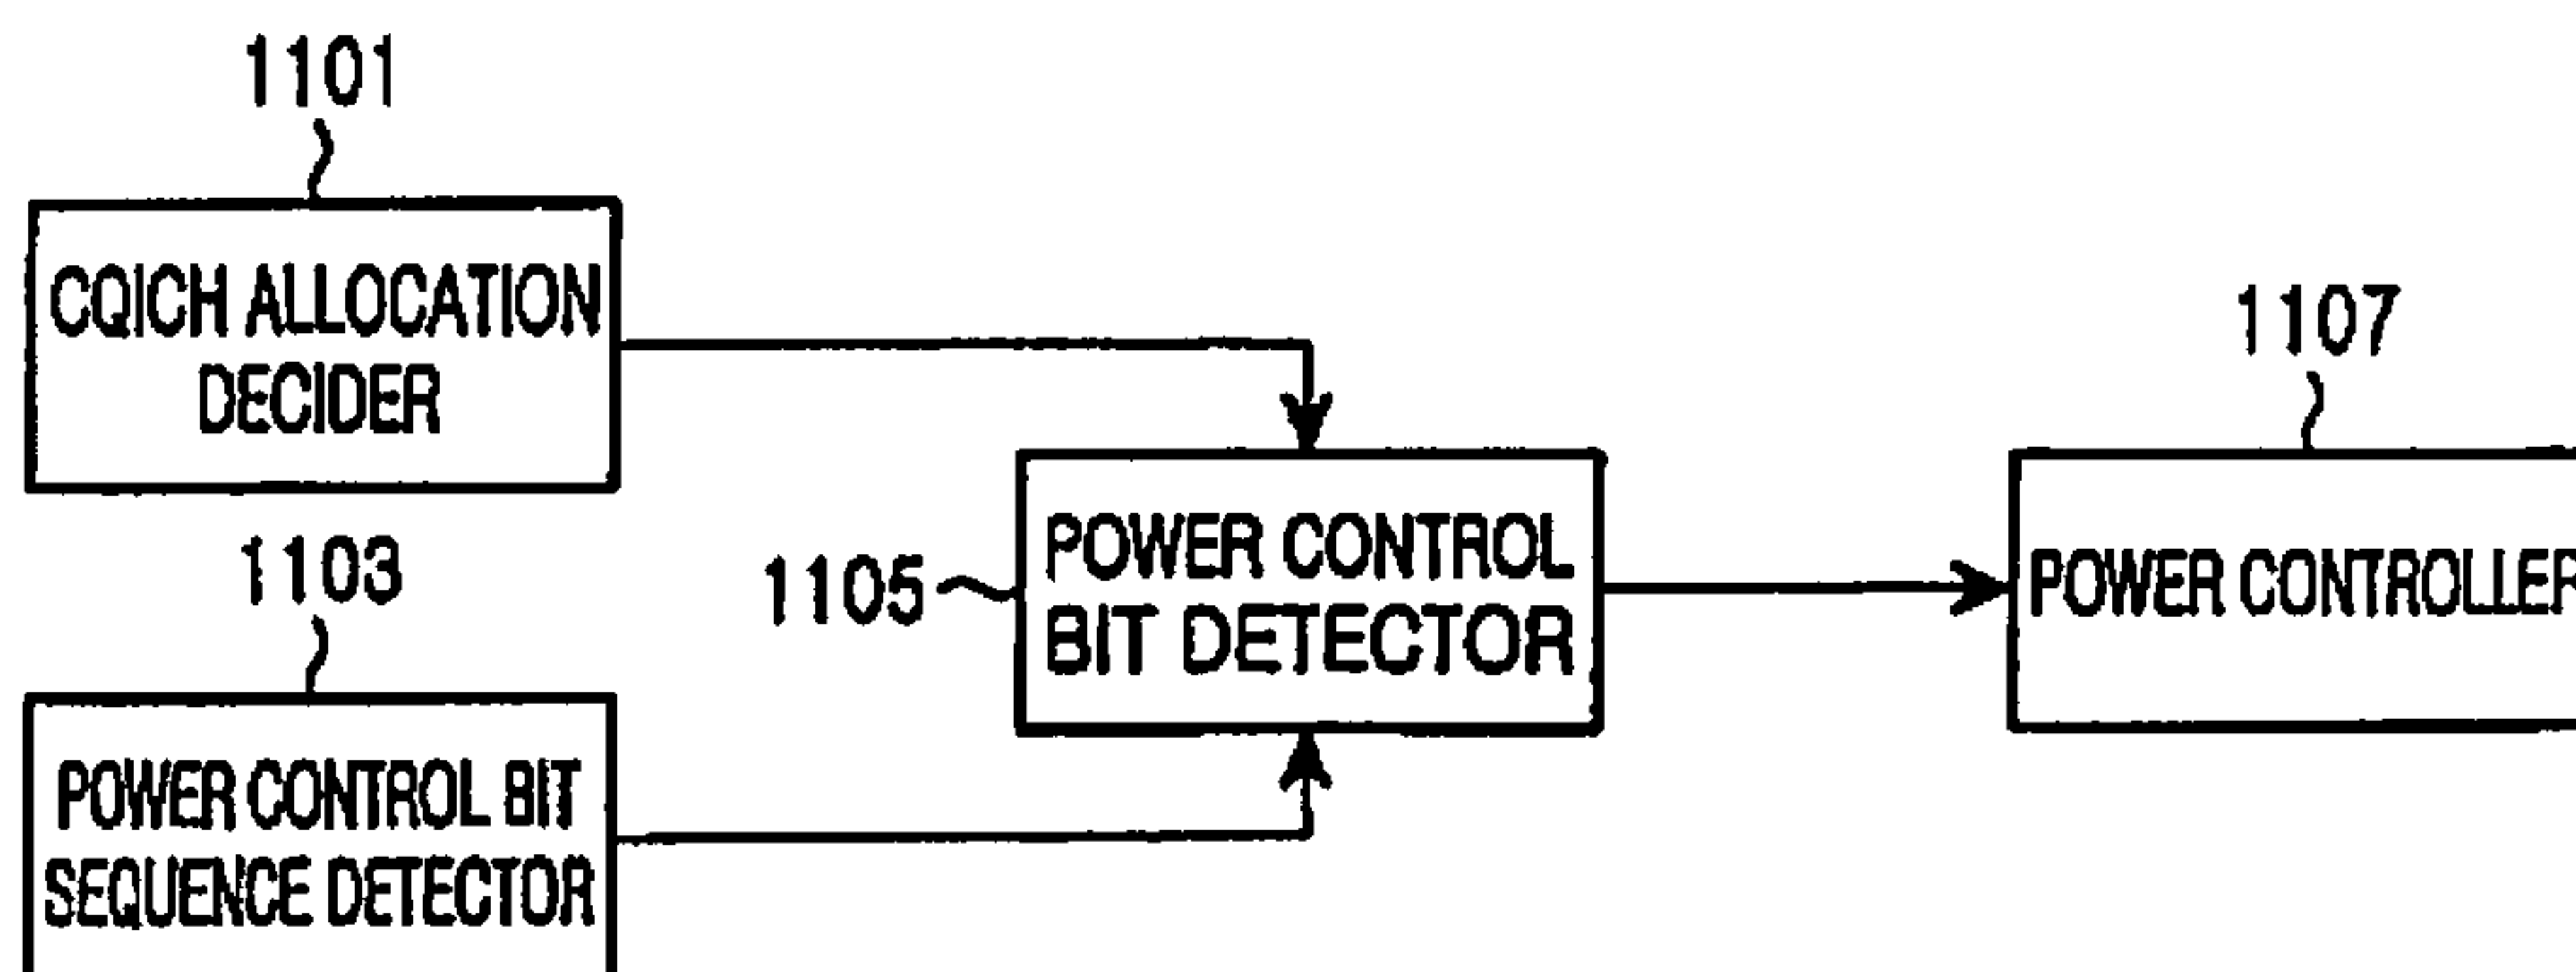 1101
CQICH ALLOCATION
DECIDER
1103
POWER CONTROL BIT
SEQUENCE DETECTOR
1105
POWER CONTROL
BIT DETECTOR
1107
POWER CONTROLLER